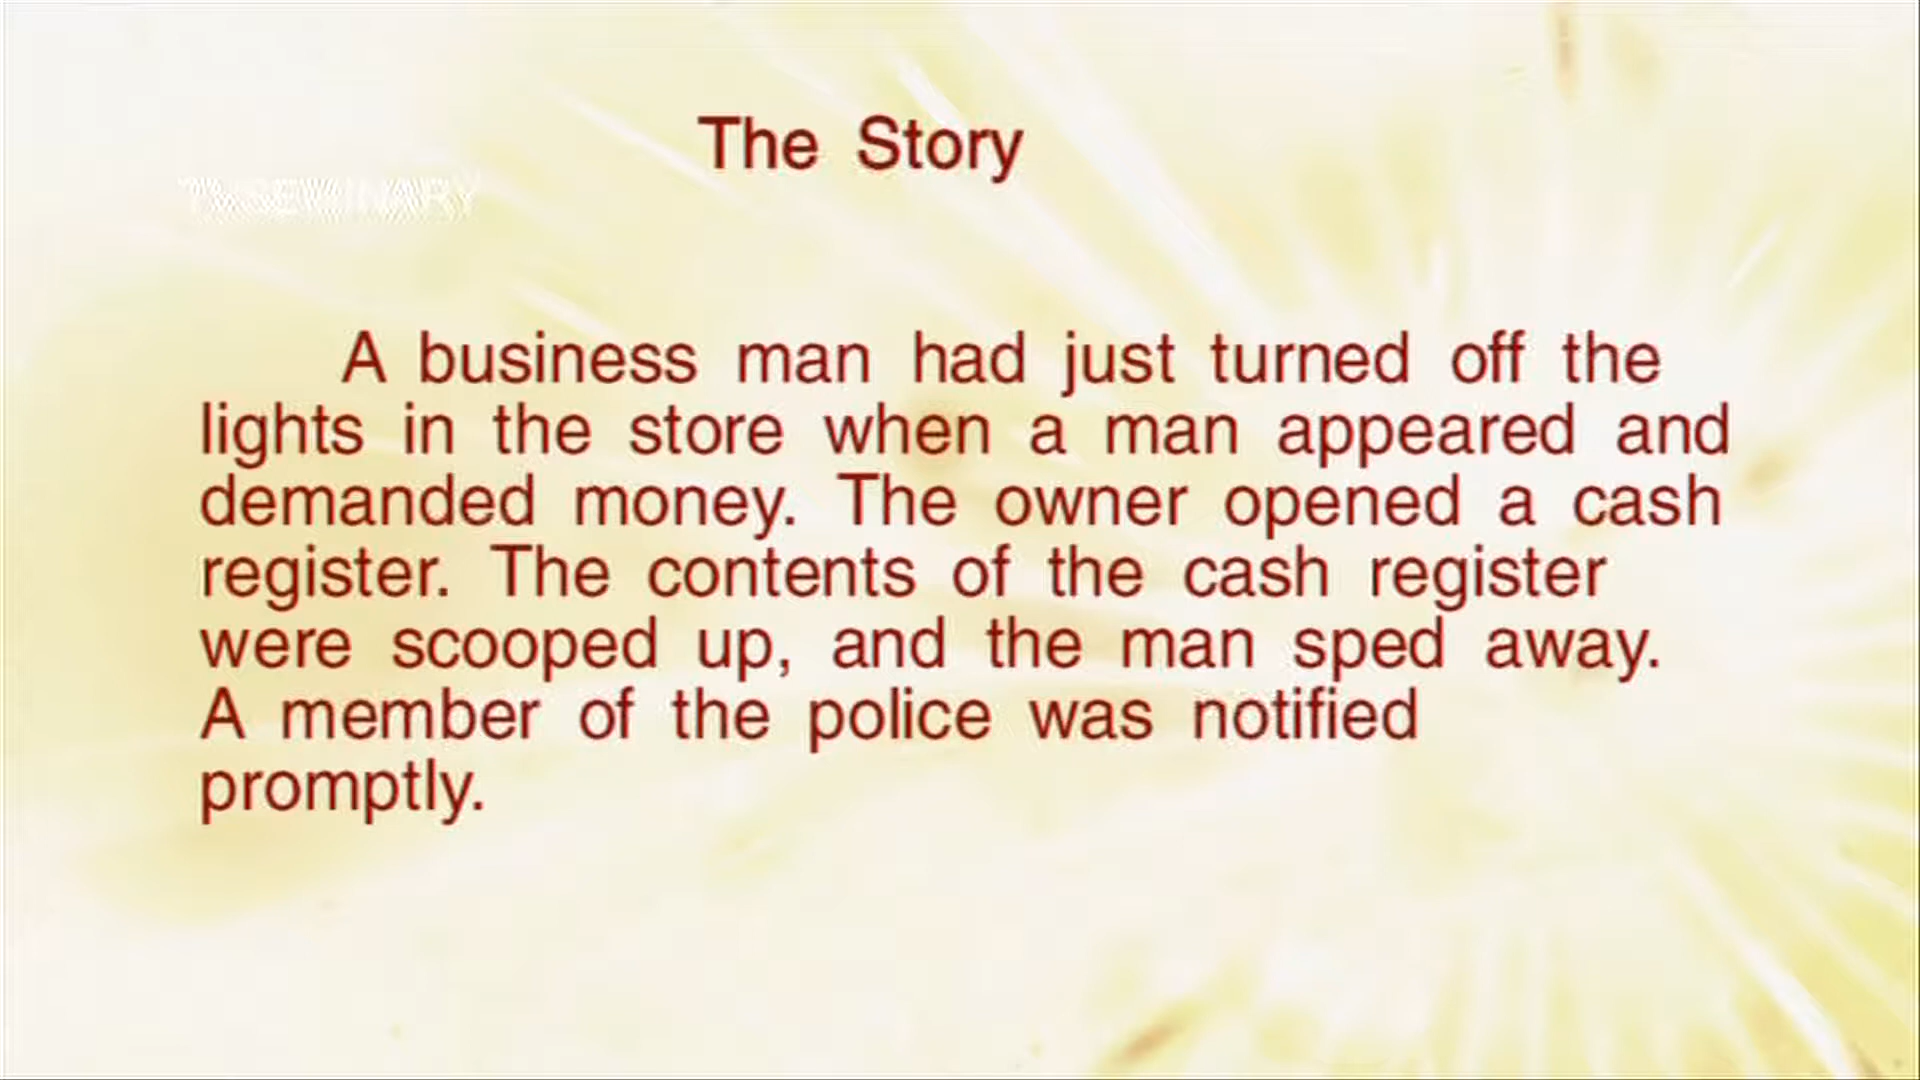 The Story
TVSEMINARY
A business man had just turned off the
lights in the store when a man appeared and
demanded money. The owner opened a cash
register. The contents of the cash register
were scooped up, and the man sped away.
A member of the police was notified
promptly.